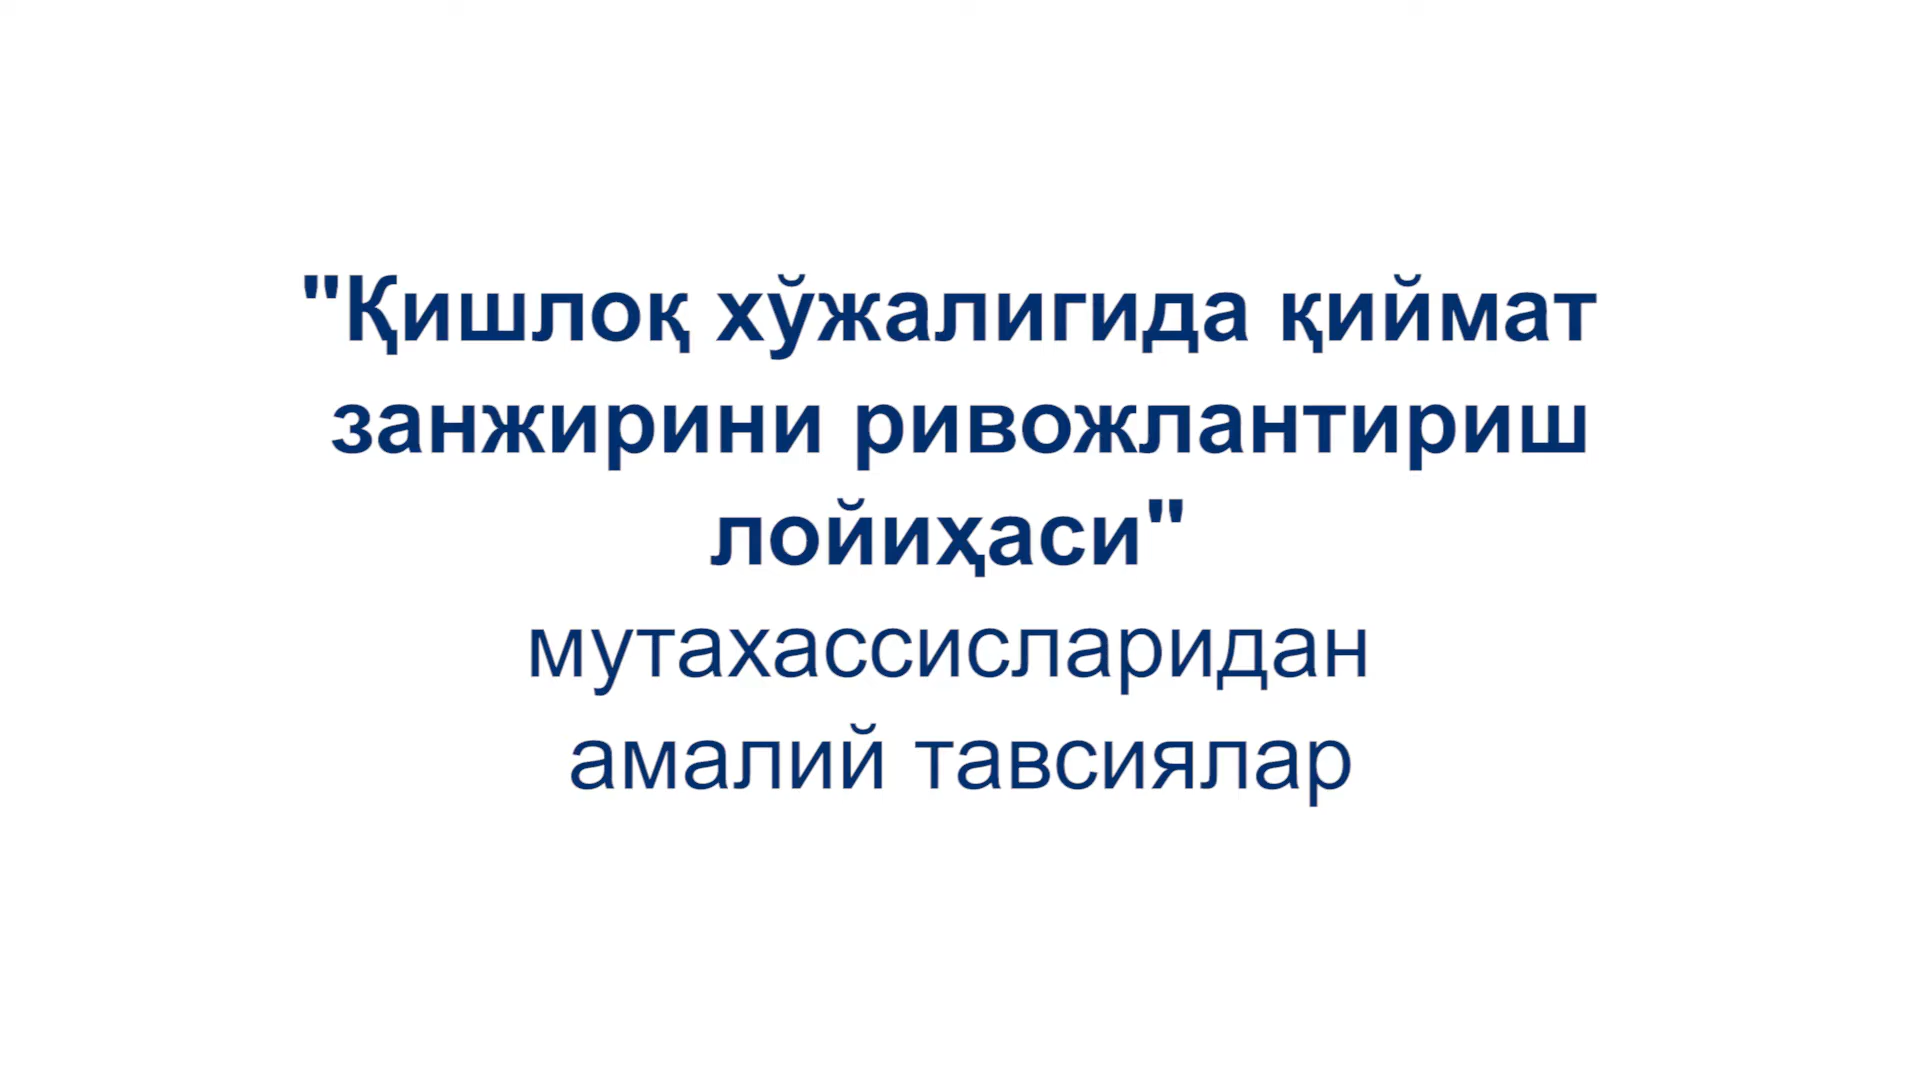 "Қишлоқ хўжалигида қиймат
занжирини ривожлантириш
лойиҳаси"
мутахассисларидан
амалий тавсиялар